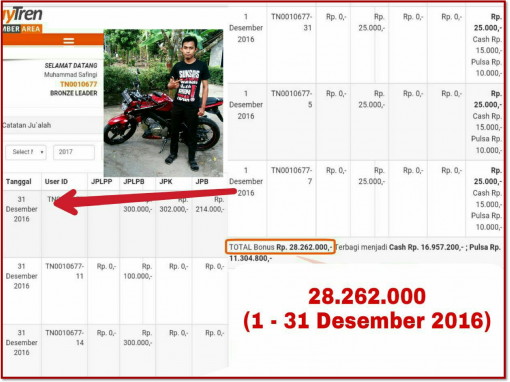 yTren
MBER AREA
SELAMAT DATANG
Muhammad Safingi
TN0010677
BRONZE LEADER
Catatan Ju'alah
2017
Tanggal User ID JPLPP JPLPB JPK JPB
31 Desember 2016 Rp. 0,- Rp. 300.000,- Rp. 302.000,- Rp. 214.000,-
31 Desember 2016 TN0010677-11 Rp. 0,- Rp. 100.000,- Rp. 0,- Rp. 0,-
31 Desember 2016 TN0010677-14 Rp. 0,- Rp. 300.000,- Rp. 0,- Rp. 0,-
SUKSES
1 Desember 2016 TN0010677-31 Rp. 0,- Rp. 25.000,- Rp. 0,- Rp. 0,- Rp. 25.000,- Cash Rp. 15.000,- Pulsa Rp. 10.000,-
1 Desember 2016 TN0010677-5 Rp. 0,- Rp. 25.000,- Rp. 0,- Rp. 0,- Rp. 25.000,- Cash Rp. 15.000,- Pulsa Rp. 10.000,-
1 Desember 2016 TN0010677-7 Rp. 0,- Rp. 25.000,- Rp. 0,- Rp. 0,- Rp. 25.000,- Cash Rp. 15.000,- Pulsa Rp. 10.000,-
TOTAL Bonus Rp. 28.262.000,- Terbagi menjadi Cash Rp. 16.957.200,- ; Pulsa Rp.
11.304.800,-
28.262.000
(1 - 31 Desember 2016)